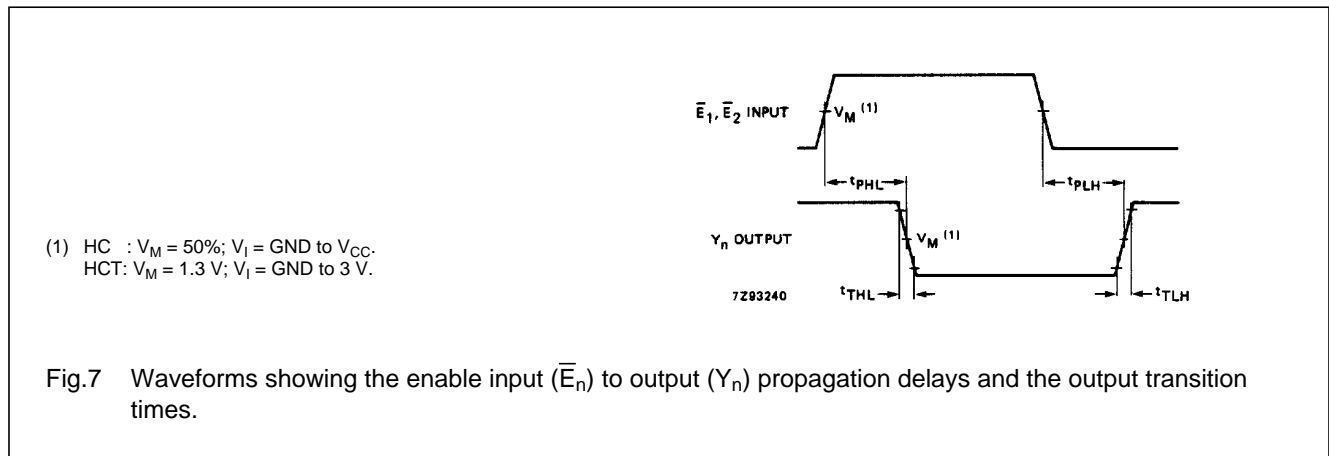 E̅1, E̅2 INPUT
VM (1)
tPHL
tPLH
Yn OUTPUT
VM (1)
7Z93240
tTHL
tTLH
(1) HC : VM = 50%; VI = GND to VCC.
HCT: VM = 1.3 V; VI = GND to 3 V.
Fig.7 Waveforms showing the enable input (E̅n) to output (Yn) propagation delays and the output transition
times.